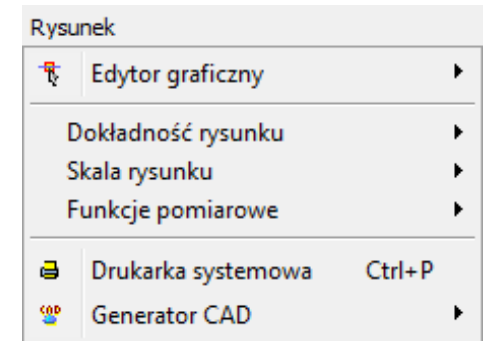 Rysunek
Edytor graficzny
Dokładność rysunku
Skala rysunku
Funkcje pomiarowe
Drukarka systemowa Ctrl+P
Generator CAD